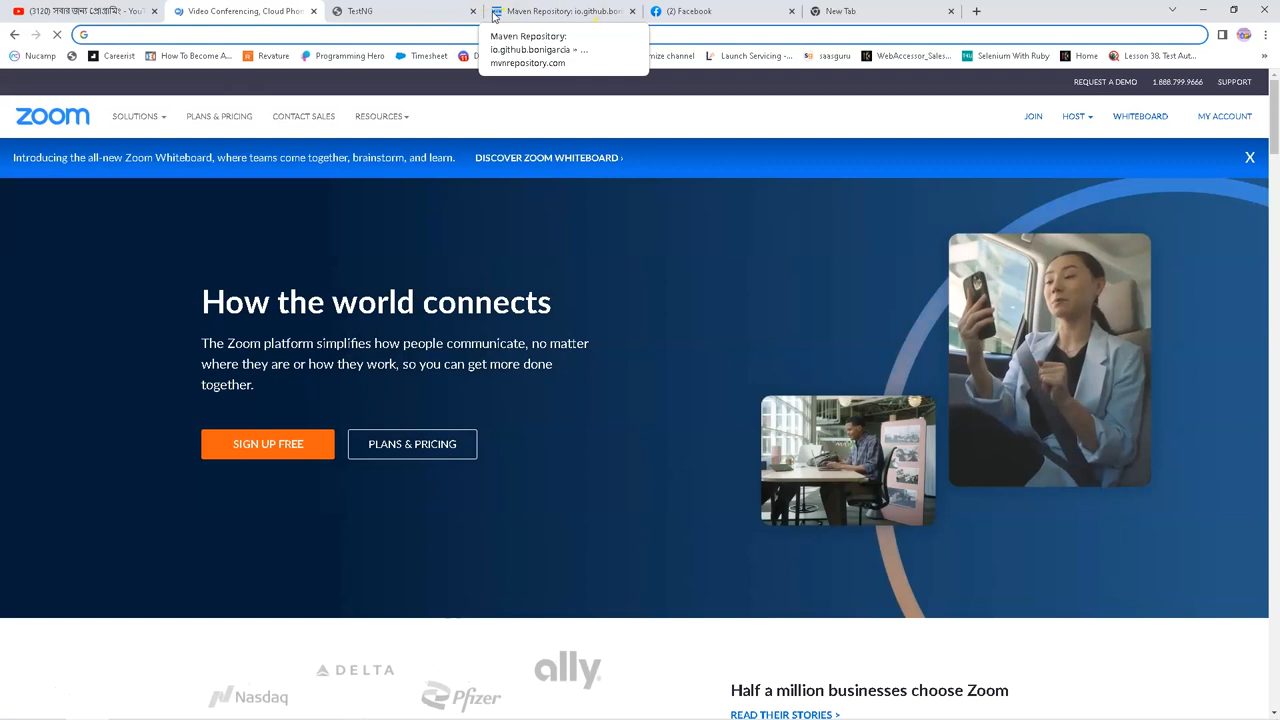 (3120) সবার জন্য প্রোগ্রামিং! - YouT
Video Conferencing, Cloud Phon
TestNG
Maven Repository: io.github.boni
(2) Facebook
New Tab
Maven Repository:
io.github.bonigarcia » ...
mvnrepository.com
Nucamp
Careerist
How To Become A...
Revature
Programming Hero
Timesheet
mize channel
Launch Servicing -...
saasguru
WebAccessor_Sales...
Selenium With Ruby
Home
Lesson 38. Test Aut...
REQUEST A DEMO 1.888.799.9666 SUPPORT
zoom SOLUTIONS PLANS & PRICING CONTACT SALES RESOURCES JOIN HOST WHITEBOARD MY ACCOUNT
Introducing the all-new Zoom Whiteboard, where teams come together, brainstorm, and learn. DISCOVER ZOOM WHITEBOARD › X
How the world connects
The Zoom platform simplifies how people communicate, no matter
where they are or how they work, so you can get more done
together.
SIGN UP FREE PLANS & PRICING
DELTA
ally
Nasdaq
Pfizer
Half a million businesses choose Zoom
READ THEIR STORIES >